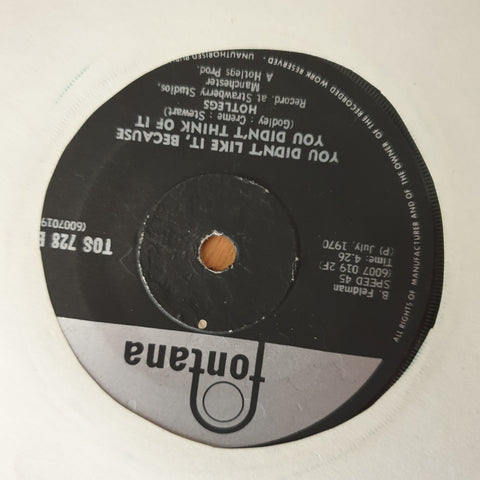 fontana
B. Feldman
SPEED 45
(6007 019 2F)
Time: 4.26
(P) July, 1970
TOS 728
(6007019
YOU DIDN'T LIKE IT, BECAUSE
YOU DIDN'T THINK OF IT
(Godley : Creme : Stewart)
HOTLEGS
Record. at Strawberry Studios,
Manchester
A Hotlegs Prod.
ALL RIGHTS OF MANUFACTURER AND OF THE OWNER OF THE RECORDED WORK RESERVED - UNAUTHORISED